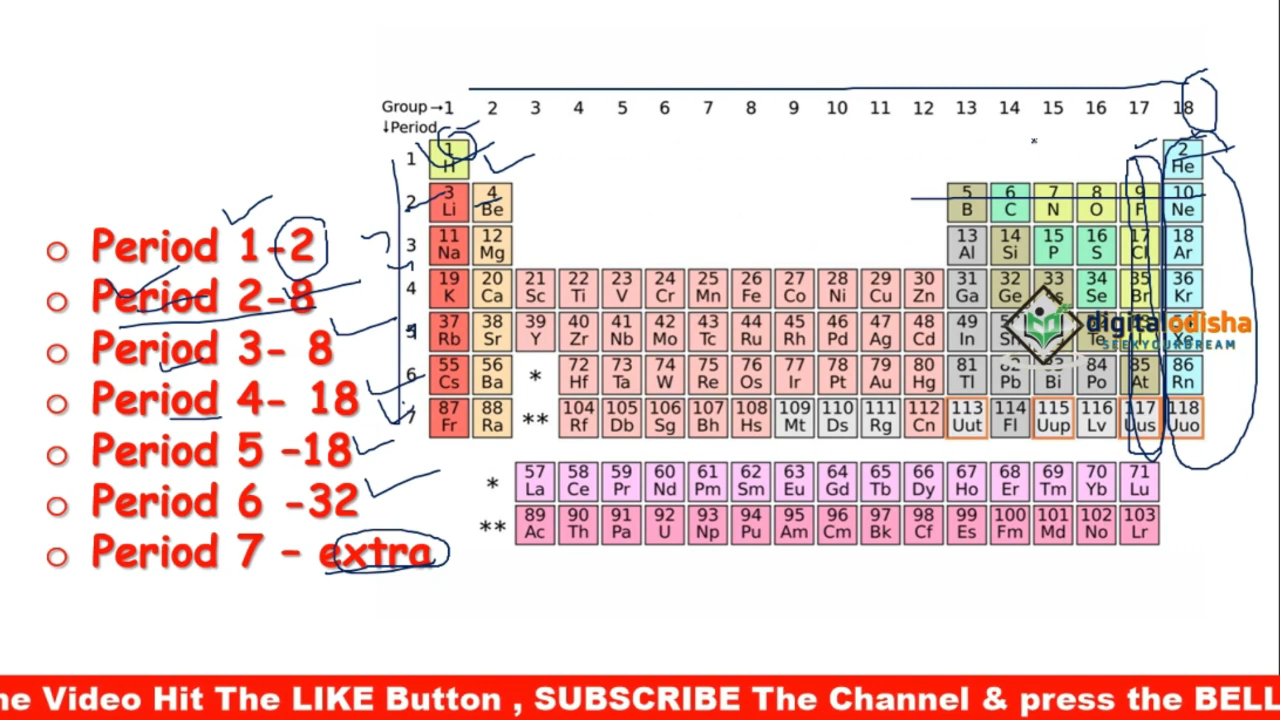 Group→1 2 3 4 5 6 7 8 9 10 11 12 13 14 15 16 17 18
↓Period
1 1 2
H He
2 3 4 5 6 7 8 9 10
Li Be B C N O F Ne
3 11 12 13 14 15 16 17 18
Na Mg Al Si P S Cl Ar
4 19 20 21 22 23 24 25 26 27 28 29 30 31 32 33 34 35 36
K Ca Sc Ti V Cr Mn Fe Co Ni Cu Zn Ga Ge Se Br Kr
37 38 39 40 41 42 43 44 45 46 47 48 49
Rb Sr Y Zr Nb Mo Tc Ru Rh Pd Ag Cd In
6 55 56 * 72 73 74 75 76 77 78 79 80 81 82 83 84 85 86
Cs Ba Hf Ta W Re Os Ir Pt Au Hg Tl Pb Bi Po At Rn
87 88 ** 104 105 106 107 108 109 110 111 112 113 114 115 116 117 118
Fr Ra Rf Db Sg Bh Hs Mt Ds Rg Cn Uut Fl Uup Lv Uus Uuo
* 57 58 59 60 61 62 63 64 65 66 67 68 69 70 71
La Ce Pr Nd Pm Sm Eu Gd Tb Dy Ho Er Tm Yb Lu
** 89 90 91 92 93 94 95 96 97 98 99 100 101 102 103
Ac Th Pa U Np Pu Am Cm Bk Cf Es Fm Md No Lr
Period 1-2
Period 2-8
Period 3- 8
Period 4- 18
Period 5 -18
Period 6 -32
Period 7 - extra
digitalodisha
SEEKYOURDREAM
ne Video Hit The LIKE Button , SUBSCRIBE The Channel & press the BELL